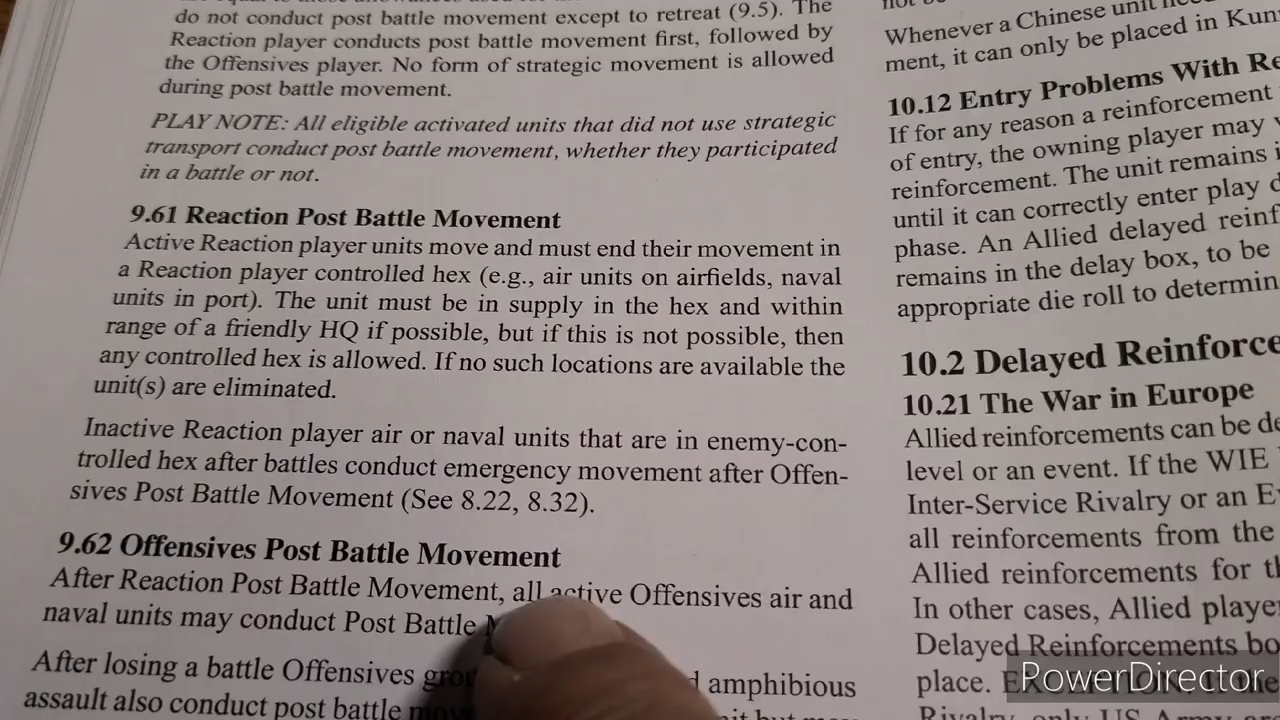 do not conduct post battle movement except to retreat (9.5). The
Reaction player conducts post battle movement first, followed by
the Offensives player. No form of strategic movement is allowed
during post battle movement.
PLAY NOTE: All eligible activated units that did not use strategic
transport conduct post battle movement, whether they participated
in a battle or not.
9.61 Reaction Post Battle Movement
Active Reaction player units move and must end their movement in
a Reaction player controlled hex (e.g., air units on airfields, naval
units in port). The unit must be in supply in the hex and within
range of a friendly HQ if possible, but if this is not possible, then
any controlled hex is allowed. If no such locations are available the
unit(s) are eliminated.
Inactive Reaction player air or naval units that are in enemy-con-
trolled hex after battles conduct emergency movement after Offen-
sives Post Battle Movement (See 8.22, 8.32).
9.62 Offensives Post Battle Movement
After Reaction Post Battle Movement, all active Offensives air and
naval units may conduct Post Battle
After losing a battle Offensives amphibious
assault also conduct post battle
Whenever a Chinese unit
ment, it can only be placed in
10.12 Entry Problems With
If for any reason a reinforcement
of entry, the owning player may
reinforcement. The unit remains
until it can correctly enter play
phase. An Allied delayed
remains in the delay box, to be
appropriate die roll to
10.2 Delayed
10.21 The War in Europe
Allied reinforcements can be
level or an event. If the WIE
Inter-Service Rivalry or an
all reinforcements from the
Allied reinforcements for
In other cases, Allied
Delayed Reinforcements
place.
only US Army
PowerDirector